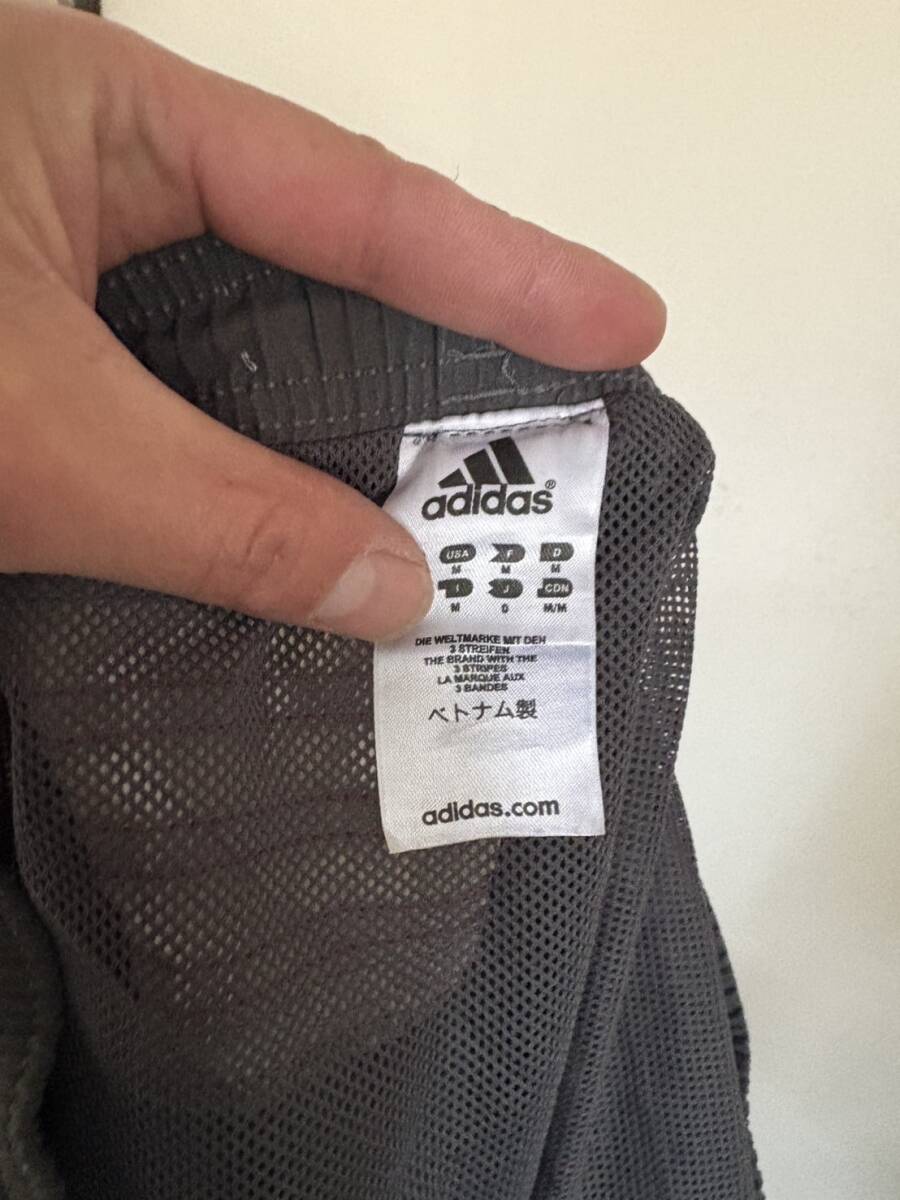 adidas®
USA F D
M M M
I J CDN
M O M/M
DIE WELTMARKE MIT DEN
3 STREIFEN
THE BRAND WITH THE
3 STRIPES
LA MARQUE AUX
3 BANDES
ベトナム製
adidas.com